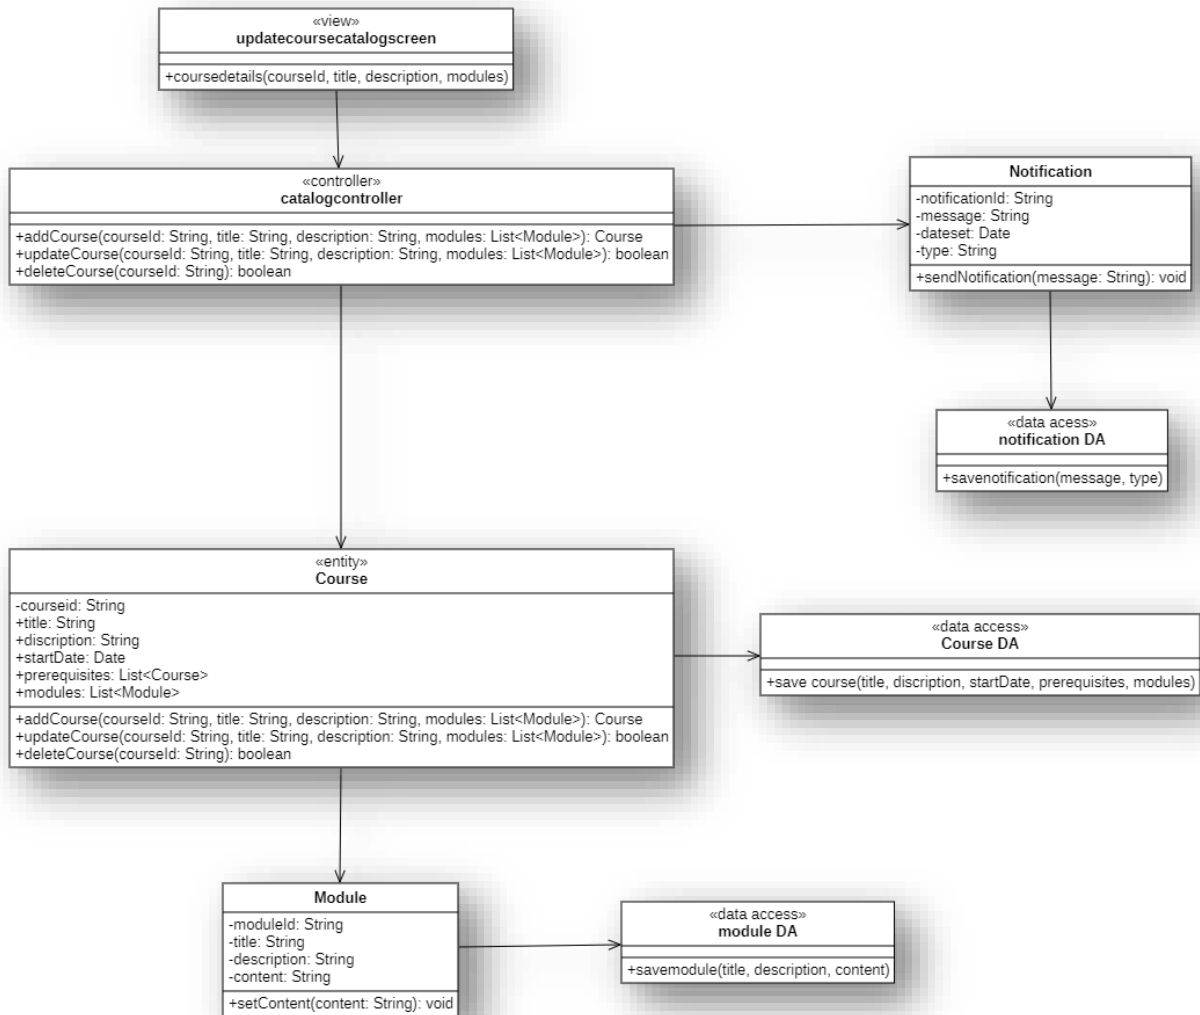 «view»
updatecoursecatalogscreen
+coursedetails(courseId, title, description, modules)
«controller»
catalogcontroller
+addCourse(courseId: String, title: String, description: String, modules: List<Module>): Course
+updateCourse(courseId: String, title: String, description: String, modules: List<Module>): boolean
+deleteCourse(courseId: String): boolean
Notification
-notificationId: String
-message: String
-dateset: Date
-type: String
+sendNotification(message: String): void
«data acess»
notification DA
+savenotification(message, type)
«entity»
Course
-courseid: String
+title: String
+discription: String
+startDate: Date
+prerequisites: List<Course>
+modules: List<Module>
+addCourse(courseId: String, title: String, description: String, modules: List<Module>): Course
+updateCourse(courseId: String, title: String, description: String, modules: List<Module>): boolean
+deleteCourse(courseId: String): boolean
«data access»
Course DA
+save course(title, discription, startDate, prerequisites, modules)
Module
-moduleId: String
-title: String
-description: String
-content: String
+setContent(content: String): void
«data access»
module DA
+savemodule(title, description, content)